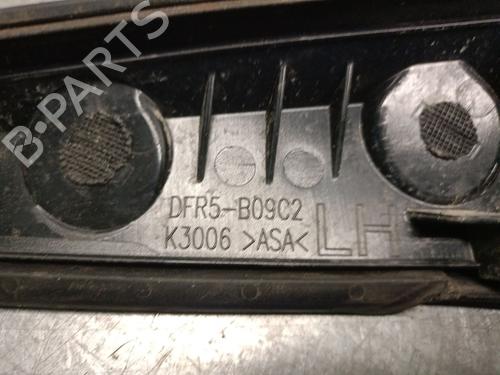 B-PARTS
DFR5-B09C2
K3006 >ASA< LH